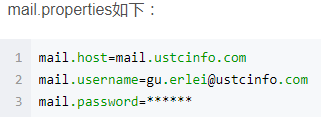 mail.properties如下：
1 mail.host=mail.ustcinfo.com
2 mail.username=gu.erlei@ustcinfo.com
3 mail.password=******